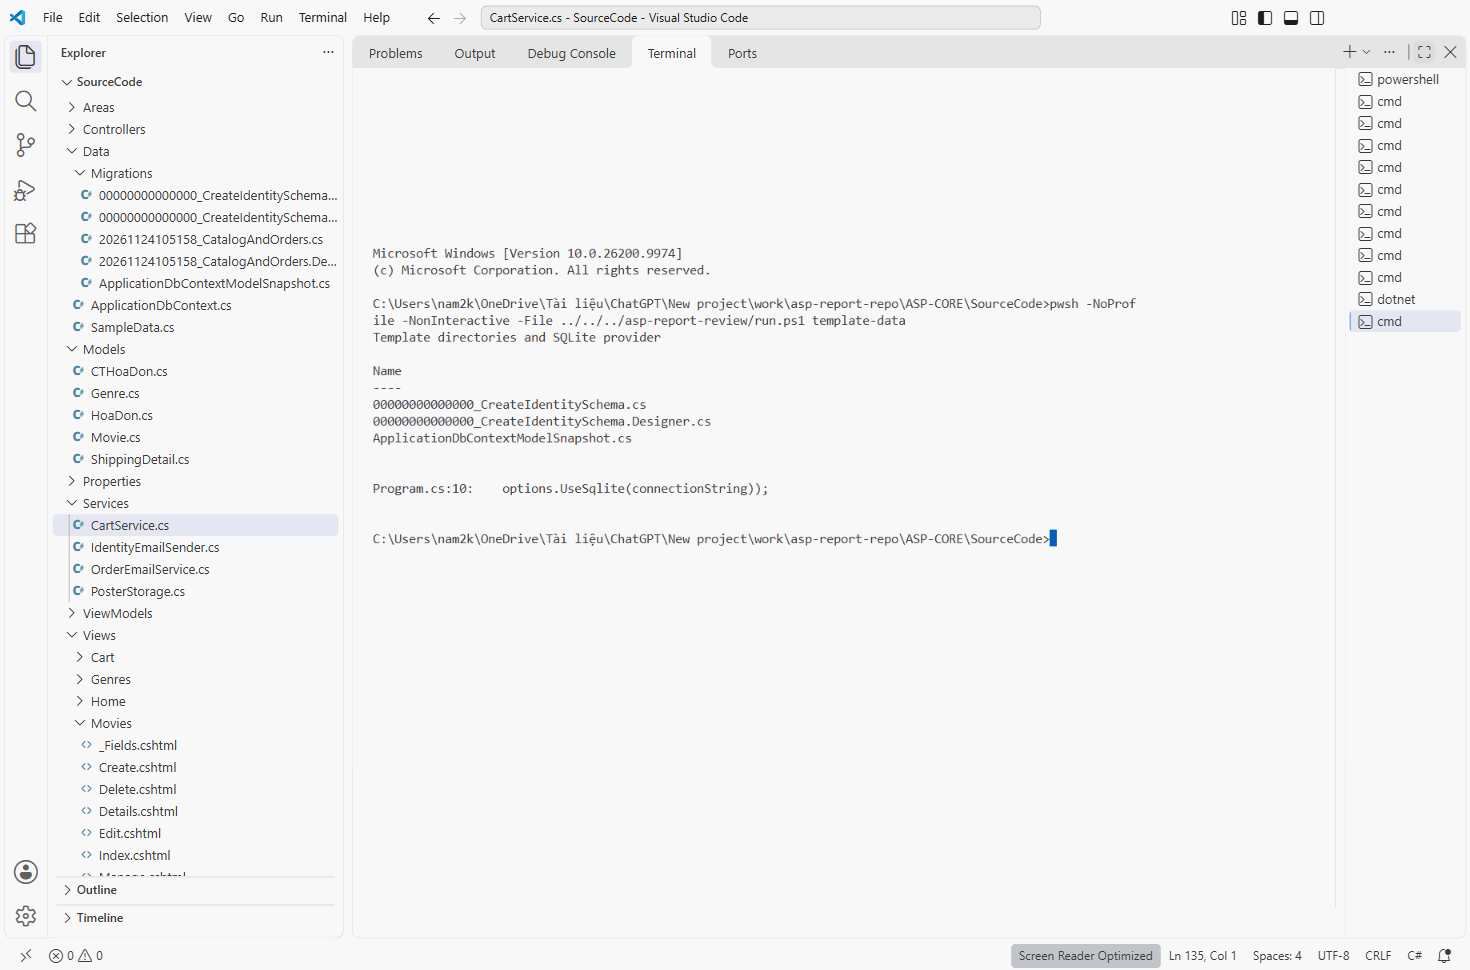 File Edit Selection View Go Run Terminal Help
CartService.cs - SourceCode - Visual Studio Code
Explorer
SourceCode
Areas
Controllers
Data
Migrations
00000000000000_CreateIdentitySchema...
00000000000000_CreateIdentitySchema...
20261124105158_CatalogAndOrders.cs
20261124105158_CatalogAndOrders.De...
ApplicationDbContextModelSnapshot.cs
ApplicationDbContext.cs
SampleData.cs
Models
CTHoaDon.cs
Genre.cs
HoaDon.cs
Movie.cs
ShippingDetail.cs
Properties
Services
CartService.cs
IdentityEmailSender.cs
OrderEmailService.cs
PosterStorage.cs
ViewModels
Views
Cart
Genres
Home
Movies
_Fields.cshtml
Create.cshtml
Delete.cshtml
Details.cshtml
Edit.cshtml
Index.cshtml
Outline
Timeline
Problems Output Debug Console Terminal Ports
Microsoft Windows [Version 10.0.26200.9974]
(c) Microsoft Corporation. All rights reserved.
C:\Users\nam2k\OneDrive\Tài liệu\ChatGPT\New project\work\asp-report-repo\ASP-CORE\SourceCode>pwsh -NoProf
ile -NonInteractive -File ../../../asp-report-review/run.ps1 template-data
Template directories and SQLite provider
Name
----
00000000000000_CreateIdentitySchema.cs
00000000000000_CreateIdentitySchema.Designer.cs
ApplicationDbContextModelSnapshot.cs
Program.cs:10:    options.UseSqlite(connectionString));
C:\Users\nam2k\OneDrive\Tài liệu\ChatGPT\New project\work\asp-report-repo\ASP-CORE\SourceCode>
powershell
cmd
cmd
cmd
cmd
cmd
cmd
cmd
cmd
cmd
dotnet
cmd
0 0
Screen Reader Optimized Ln 135, Col 1 Spaces: 4 UTF-8 CRLF C#